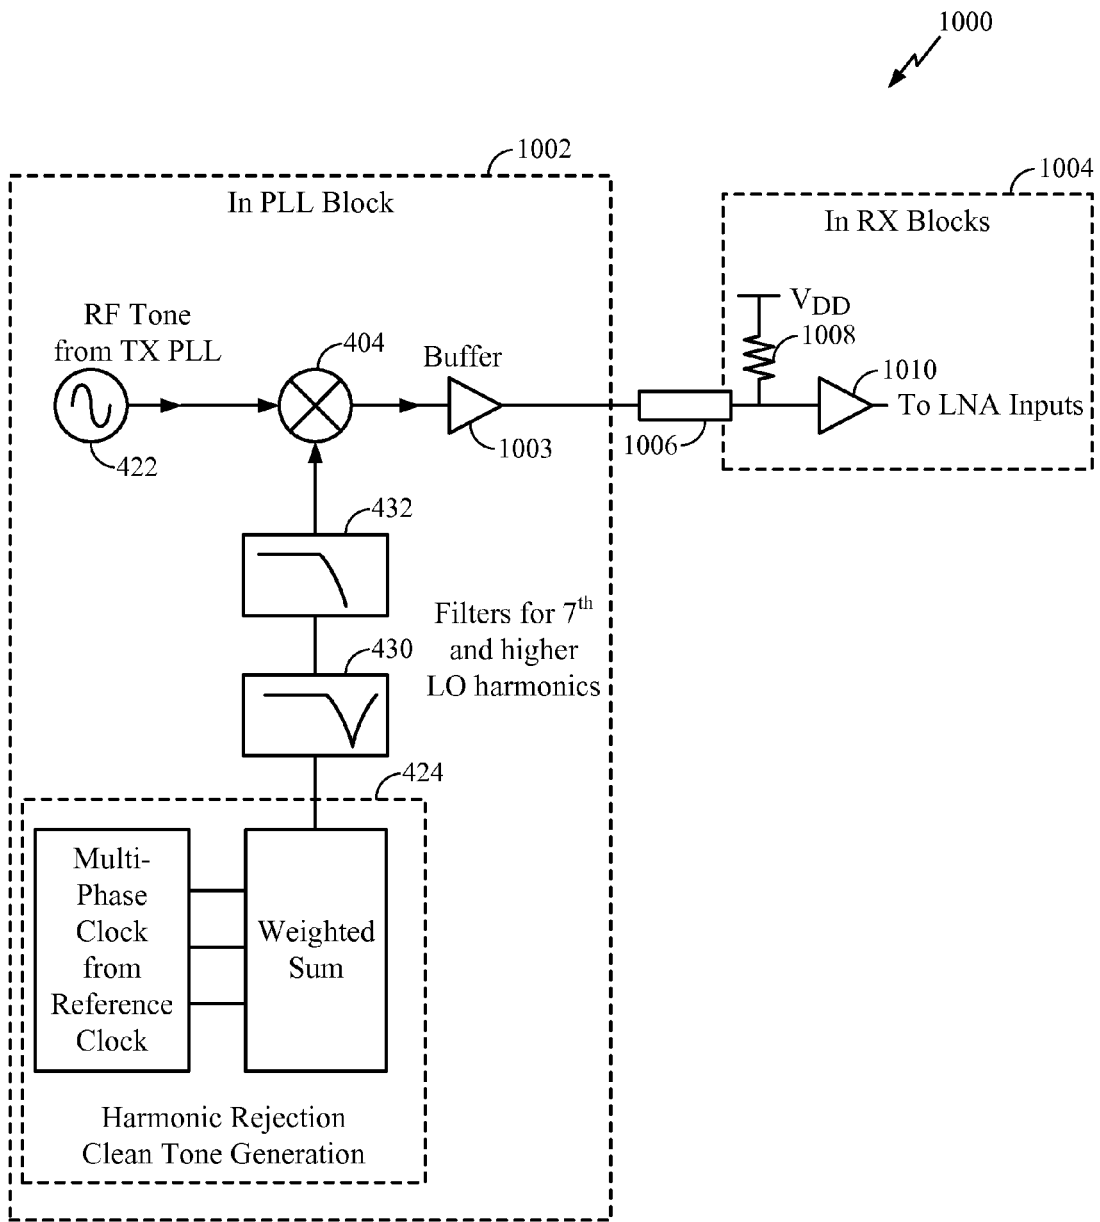 1000
1002
1004
In PLL Block
In RX Blocks
RF Tone
from TX PLL
404
Buffer
VDD
1008
1010
To LNA Inputs
422
1003
1006
432
Filters for 7th
and higher
LO harmonics
430
424
Multi-
Phase
Clock
from
Reference
Clock
Weighted
Sum
Harmonic Rejection
Clean Tone Generation